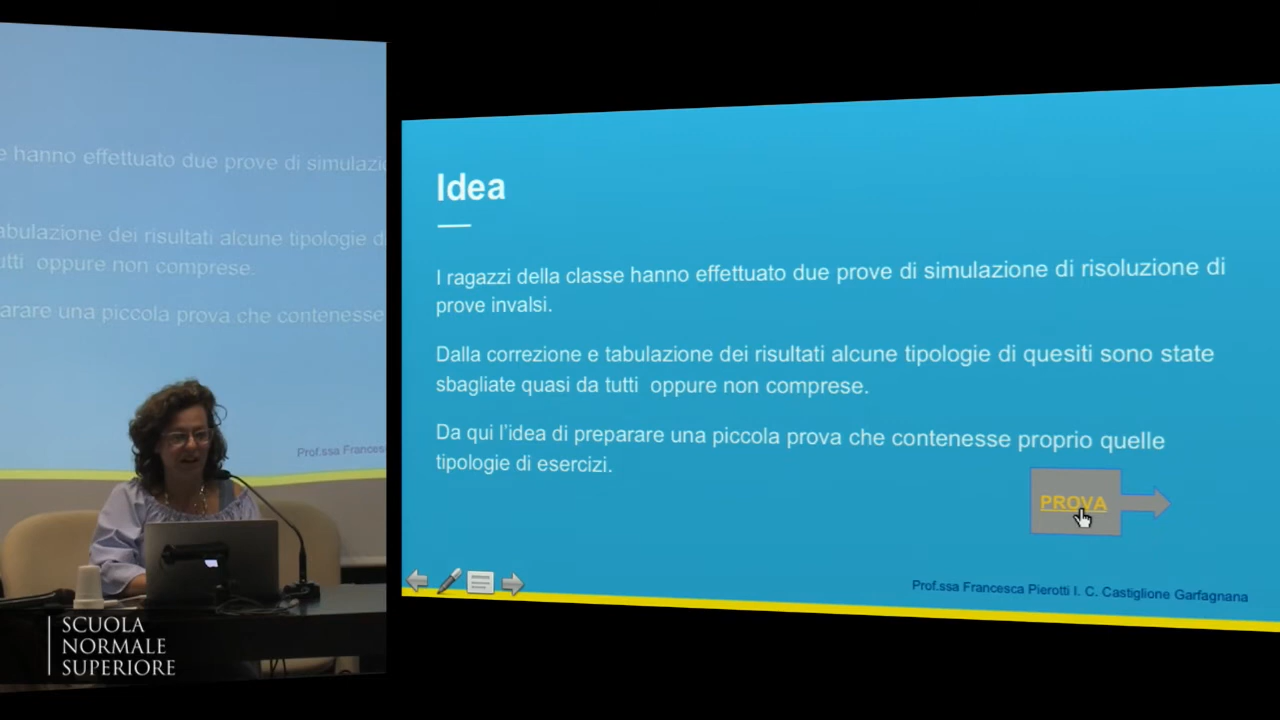 e hanno effettuato due prove di simulazi
abulazione dei risultati alcune tipologie d
utti oppure non comprese.
arare una piccola prova che contenesse
Prof.ssa Frances
SCUOLA
NORMALE
SUPERIORE
Idea
I ragazzi della classe hanno effettuato due prove di simulazione di risoluzione di
prove invalsi.
Dalla correzione e tabulazione dei risultati alcune tipologie di quesiti sono state
sbagliate quasi da tutti oppure non comprese.
Da qui l'idea di preparare una piccola prova che contenesse proprio quelle
tipologie di esercizi.
PROVA
Prof.ssa Francesca Pierotti I. C. Castiglione Garfagnana